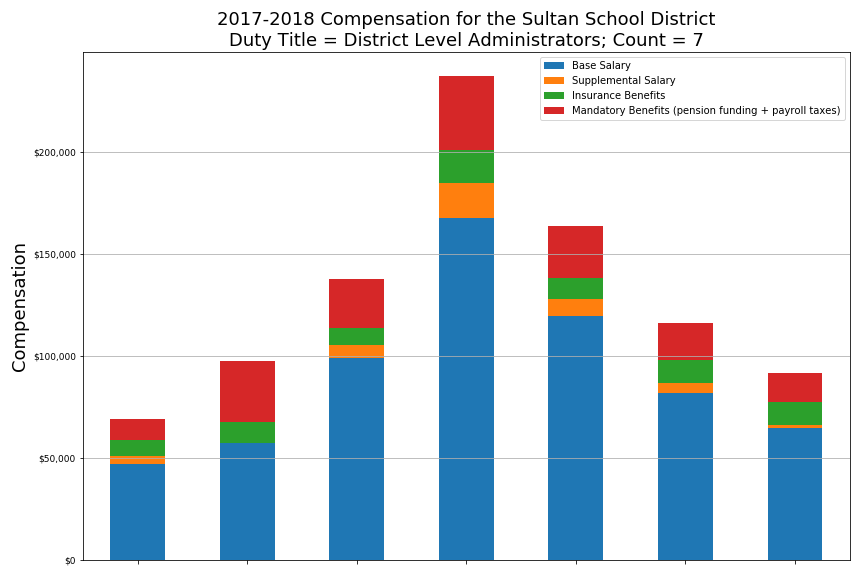 2017-2018 Compensation for the Sultan School District
Duty Title = District Level Administrators; Count = 7
Base Salary
Supplemental Salary
Insurance Benefits
Mandatory Benefits (pension funding + payroll taxes)
$200,000
$150,000
$100,000
$50,000
$0
Compensation